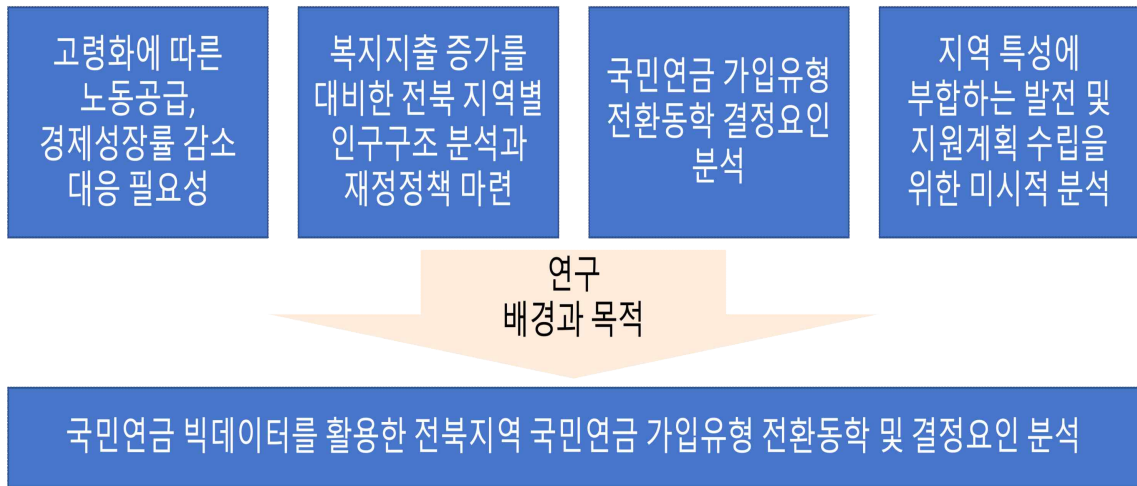 고령화에 따른
노동공급,
경제성장률 감소
대응 필요성
복지지출 증가를
대비한 전북 지역별
인구구조 분석과
재정정책 마련
국민연금 가입유형
전환동학 결정요인
분석
지역 특성에
부합하는 발전 및
지원계획 수립을
위한 미시적 분석
연구
배경과 목적
국민연금 빅데이터를 활용한 전북지역 국민연금 가입유형 전환동학 및 결정요인 분석